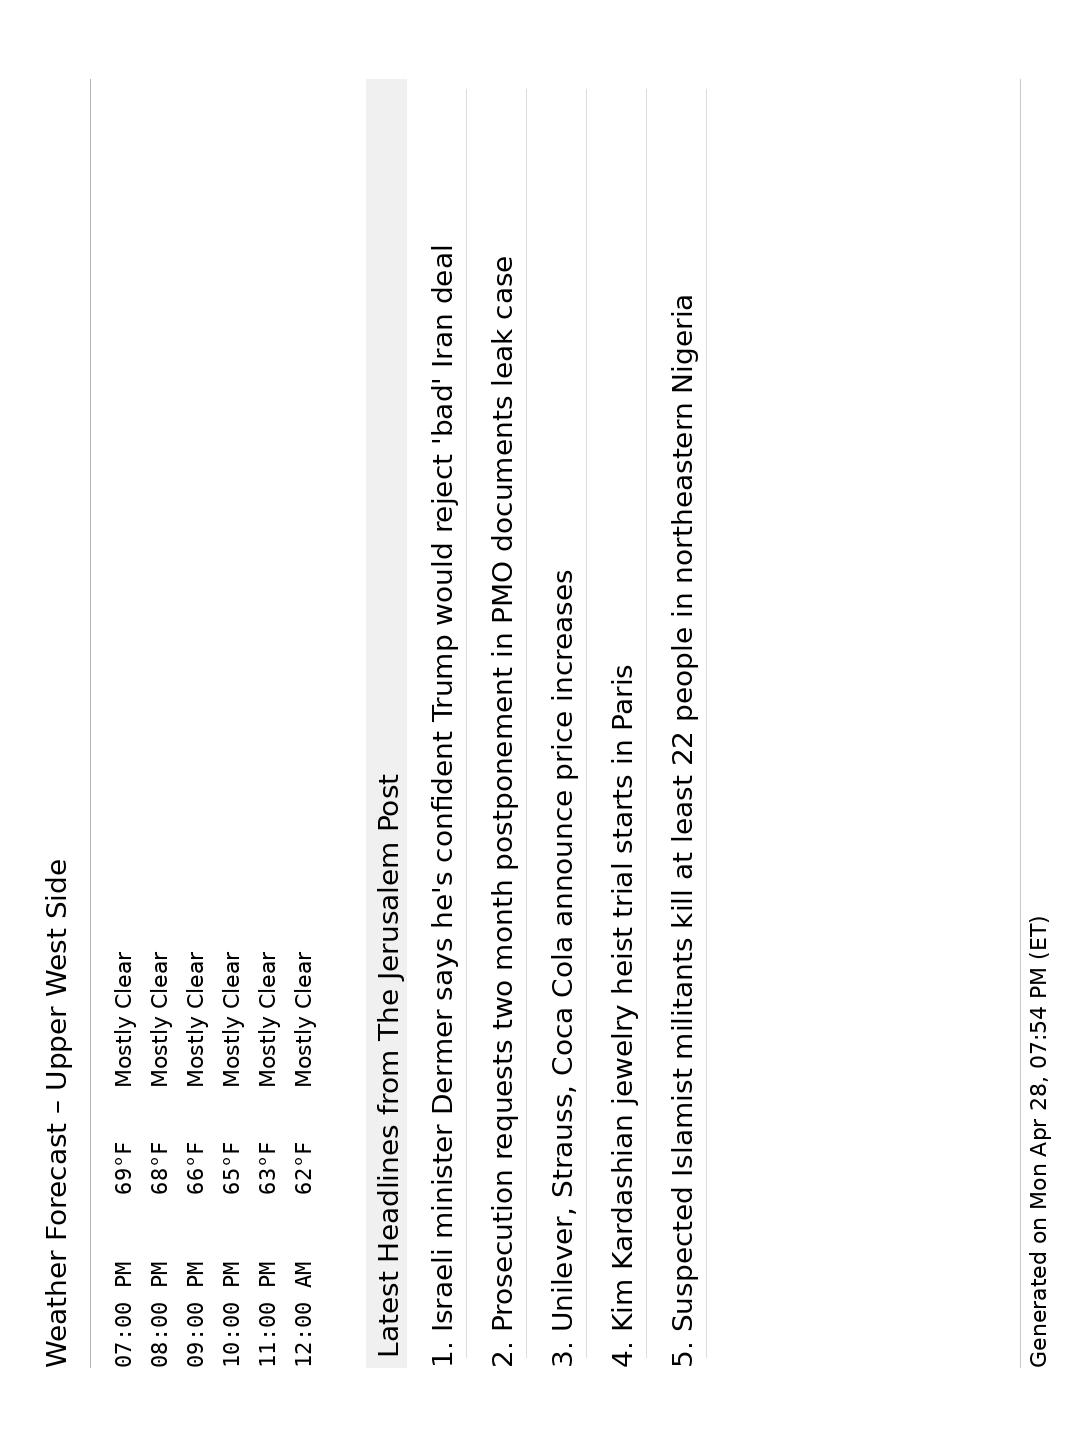 Weather Forecast – Upper West Side
07:00 PM 69°F Mostly Clear
08:00 PM 68°F Mostly Clear
09:00 PM 66°F Mostly Clear
10:00 PM 65°F Mostly Clear
11:00 PM 63°F Mostly Clear
12:00 AM 62°F Mostly Clear
Latest Headlines from The Jerusalem Post
1. Israeli minister Dermer says he's confident Trump would reject 'bad' Iran deal
2. Prosecution requests two month postponement in PMO documents leak case
3. Unilever, Strauss, Coca Cola announce price increases
4. Kim Kardashian jewelry heist trial starts in Paris
5. Suspected Islamist militants kill at least 22 people in northeastern Nigeria
Generated on Mon Apr 28, 07:54 PM (ET)